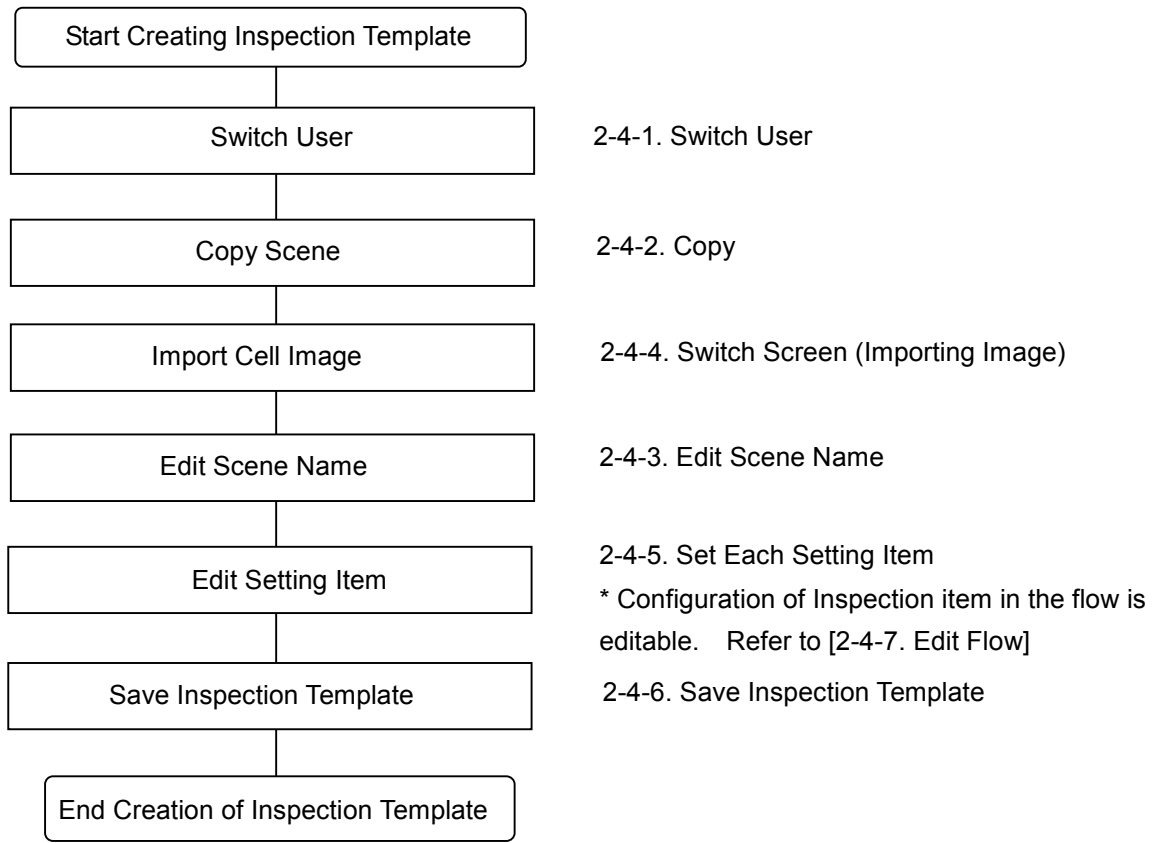 Start Creating Inspection Template
Switch User
2-4-1. Switch User
Copy Scene
2-4-2. Copy
Import Cell Image
2-4-4. Switch Screen (Importing Image)
Edit Scene Name
2-4-3. Edit Scene Name
Edit Setting Item
2-4-5. Set Each Setting Item
* Configuration of Inspection item in the flow is
editable. Refer to [2-4-7. Edit Flow]
Save Inspection Template
2-4-6. Save Inspection Template
End Creation of Inspection Template